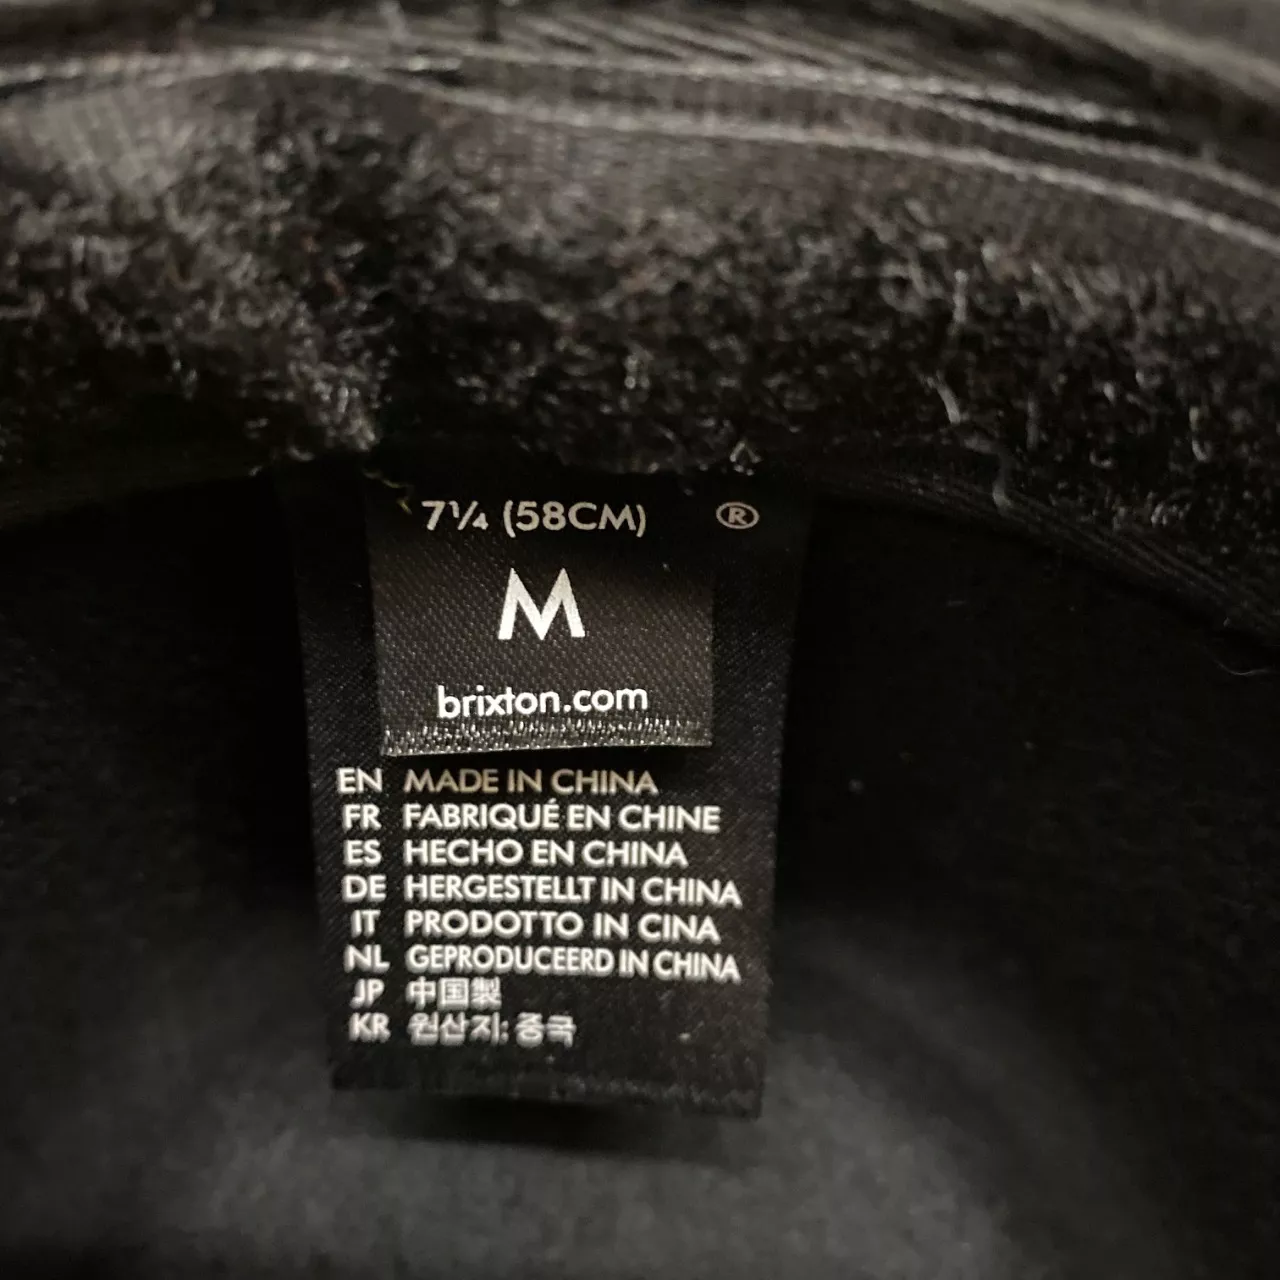 7¼ (58CM) ®
M
brixton.com
EN MADE IN CHINA
FR FABRIQUÉ EN CHINE
ES HECHO EN CHINA
DE HERGESTELLT IN CHINA
IT PRODOTTO IN CINA
NL GEPRODUCEERD IN CHINA
JP 中国製
KR 원산지: 중국